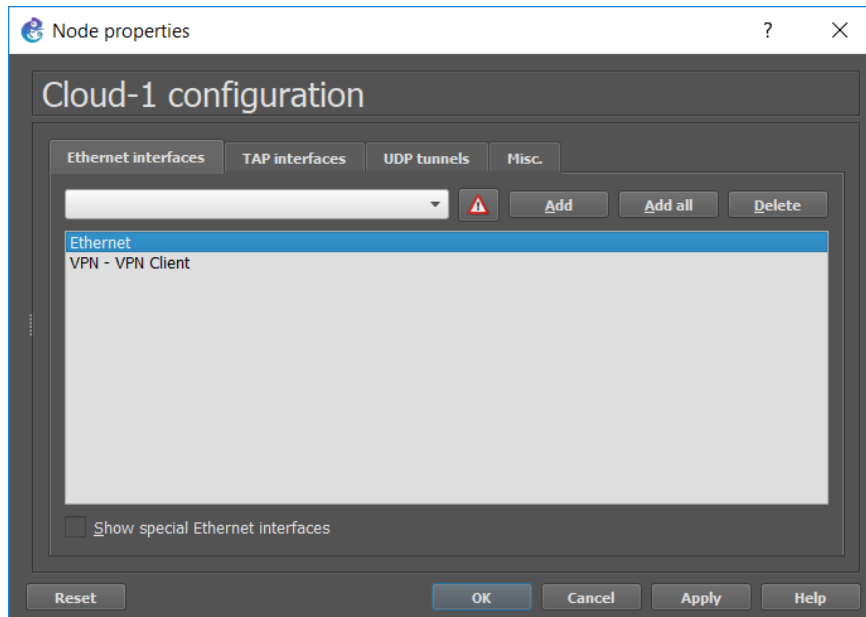 Node properties
?
Cloud-1 configuration
Ethernet interfaces TAP interfaces UDP tunnels Misc.
Add Add all Delete
Ethernet
VPN - VPN Client
Show special Ethernet interfaces
Reset OK Cancel Apply Help